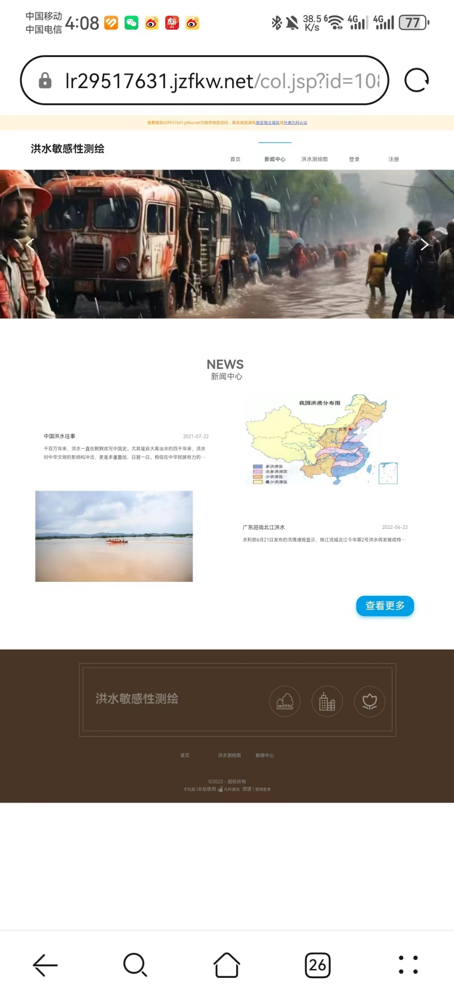 中国移动
中国电信
4:08
38.5
K/s
6
4G
4G
77
lr29517631.jzfkw.net/col.jsp?id=10
免费域名lr29517631.jzfkw.net只用作预览访问，商业用途请先绑定独立域名或开通凡科认证
洪水敏感性测绘
首页 新闻中心 洪水测绘图 登录 注册
NEWS
新闻中心
我国洪涝分布图
北京
多洪涝区
次多洪涝区
少洪涝区
最少洪涝区
中国洪水往事 2021-07-22
千百万年来，洪水一直在默默改写中国史。尤其是自大禹治水的四千年来，洪水
对中华文明的影响和冲击，更是多重叠加、日甚一日。相信在中华民族有力的…
广东迎战北江洪水 2022-06-22
水利部6月21日发布的汛情通报显示，珠江流域北江今年第2号洪水将发展成特…
查看更多
洪水敏感性测绘
首页 洪水测绘图 新闻中心
©2023 - 版权所有
手机版 |本站使用 凡科建站 搭建 | 管理登录
26